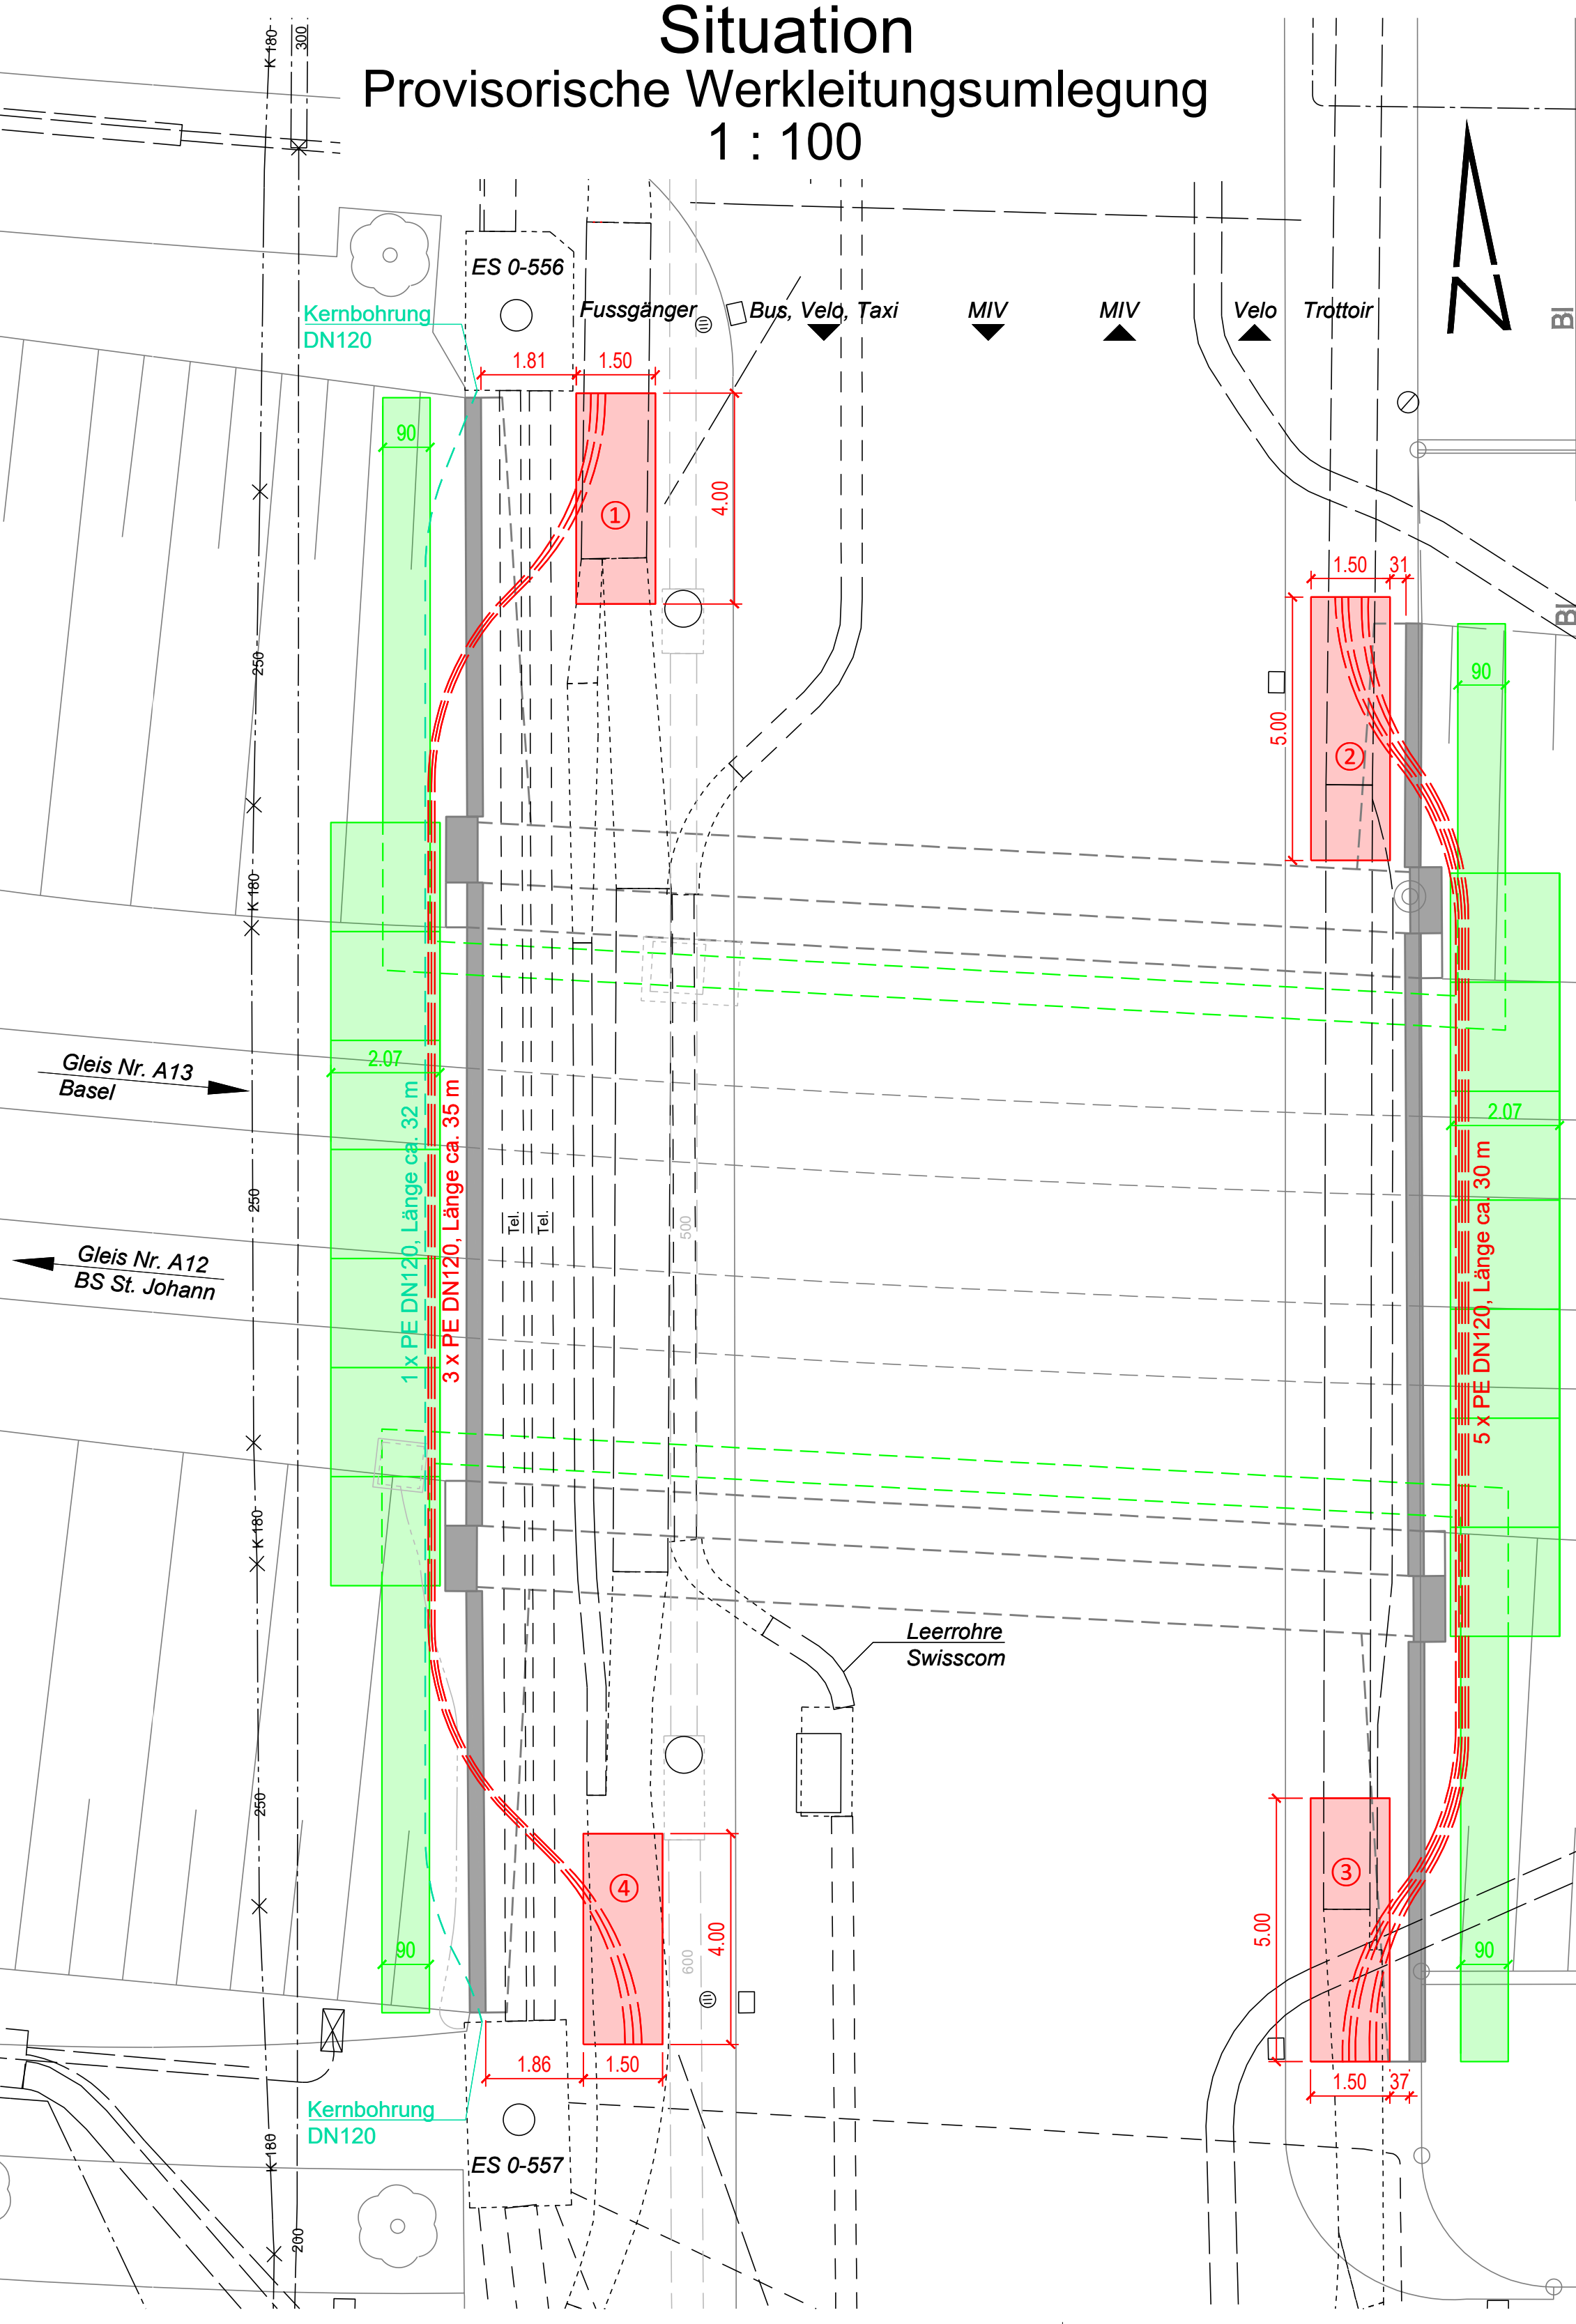 Situation
Provisorische Werkleitungsumlegung
1 : 100
K 180
300
ES 0-556
Kernbohrung
DN120
Fussgänger
Bus, Velo, Taxi
MIV
MIV
Velo
Trottoir
BI
1.81
1.50
90
4.00
1
1.50
31
BI
250
90
5.00
2
K 180
Gleis Nr. A13
Basel
2.07
2.07
250
1 x PE DN120, Länge ca. 32 m
3 x PE DN120, Länge ca. 35 m
Tel.
Tel.
500
5 x PE DN120, Länge ca. 30 m
Gleis Nr. A12
BS St. Johann
K 180
Leerrohre
Swisscom
250
4
3
90
4.00
600
5.00
90
1.86
1.50
1.50
37
Kernbohrung
DN120
K 180
ES 0-557
200